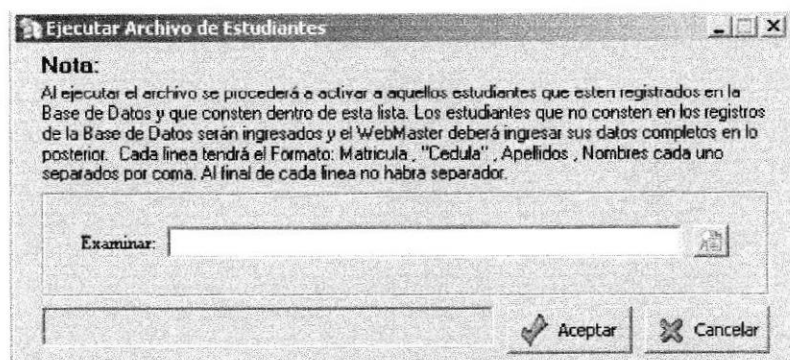 Ejecutar Archivo de Estudiantes
Nota:
Al ejecutar el archivo se procederá a activar a aquellos estudiantes que esten registrados en la
Base de Datos y que consten dentro de esta lista. Los estudiantes que no consten en los registros
de la Base de Datos serán ingresados y el WebMaster deberá ingresar sus datos completos en lo
posterior. Cada linea tendrá el Formato: Matricula , "Cedula" , Apellidos , Nombres cada uno
separados por coma. Al final de cada linea no habra separador.
Examinar:
Aceptar Cancelar